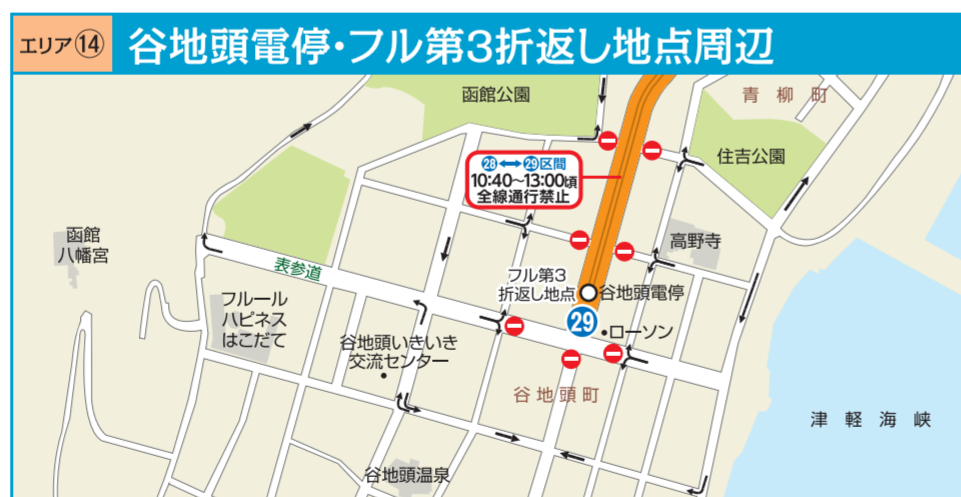 エリア⑭ 谷地頭電停・フル第3折返し地点周辺
函館公園
青柳町
住吉公園
28↔29区間
10:40~13:00頃
全線通行禁止
函館
八幡宮
高野寺
表参道
フル第3
折返し地点
谷地頭電停
29
フルール
ハピネス
はこだて
・ローソン
谷地頭いきいき
交流センター
谷地頭町
津軽海峡
谷地頭温泉